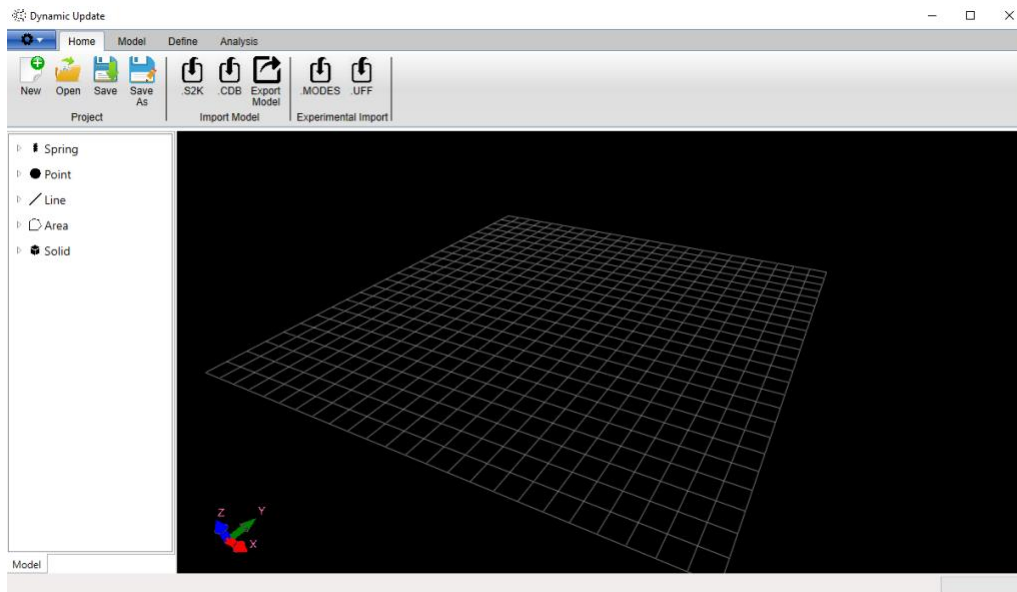 Dynamic Update
Home Model Define Analysis
New Open Save Save As .S2K .CDB Export Model .MODES .UFF
Project Import Model Experimental Import
Spring
Point
Line
Area
Solid
Z Y
X
Model